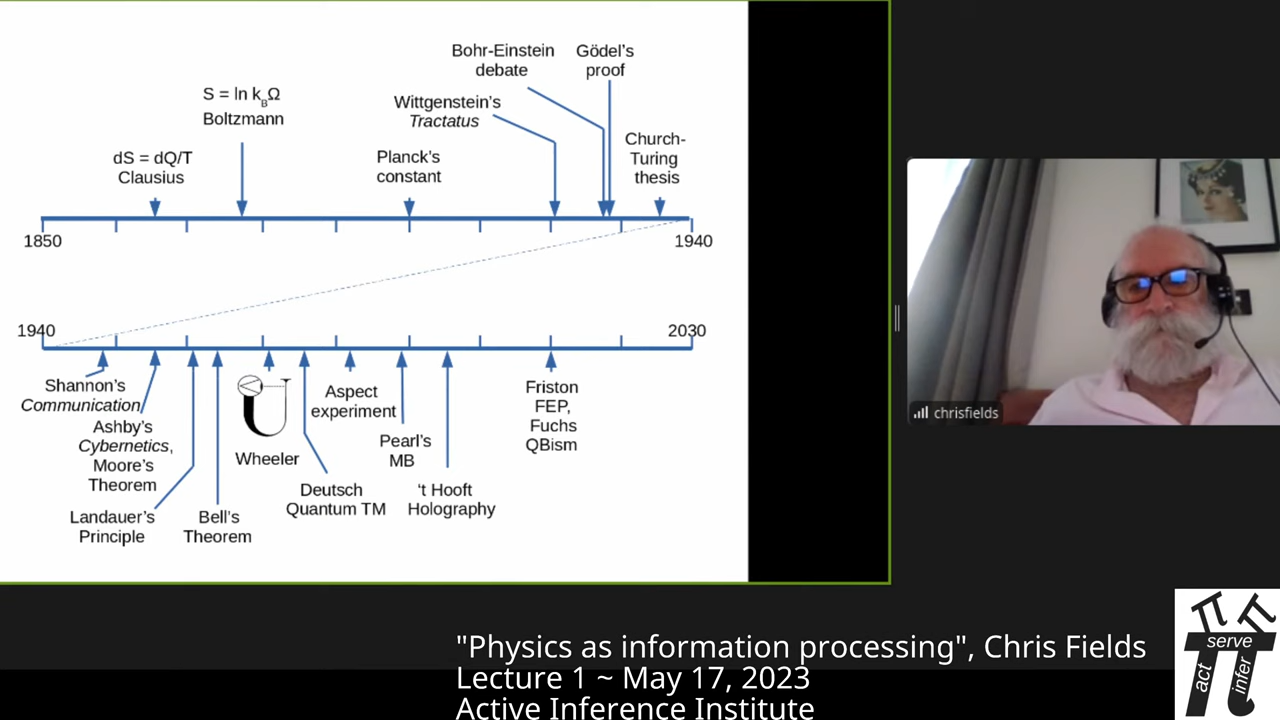 Bohr-Einstein
debate
Gödel's
proof
S = ln kBΩ
Boltzmann
Wittgenstein's
Tractatus
Church-
Turing
thesis
dS = dQ/T
Clausius
Planck's
constant
1850
1940
1940
2030
Shannon's
Communication
Ashby's
Cybernetics,
Moore's
Theorem
Landauer's
Principle
Bell's
Theorem
Wheeler
Deutsch
Quantum TM
Aspect
experiment
Pearl's
MB
't Hooft
Holography
Friston
FEP,
Fuchs
QBism
chrisfields
"Physics as information processing", Chris Fields
Lecture 1 ~ May 17, 2023
Active Inference Institute
serve
act
infer